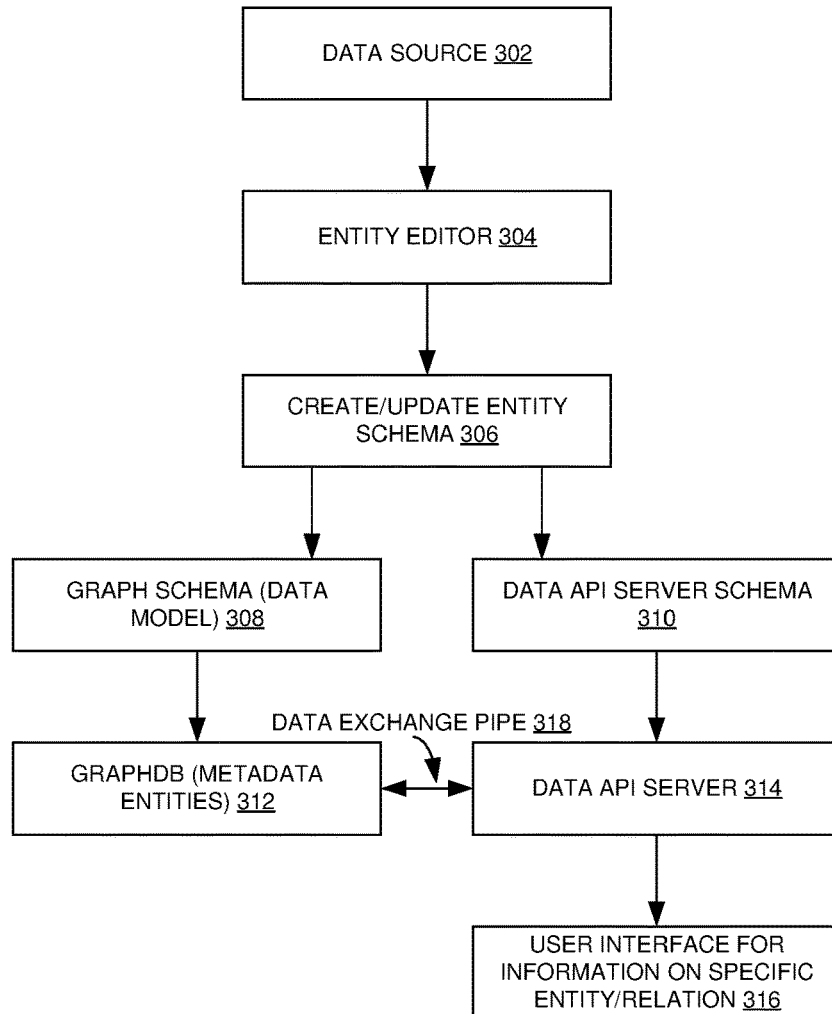 DATA SOURCE 302
ENTITY EDITOR 304
CREATE/UPDATE ENTITY
SCHEMA 306
GRAPH SCHEMA (DATA
MODEL) 308
DATA API SERVER SCHEMA
310
DATA EXCHANGE PIPE 318
GRAPHDB (METADATA
ENTITIES) 312
DATA API SERVER 314
USER INTERFACE FOR
INFORMATION ON SPECIFIC
ENTITY/RELATION 316